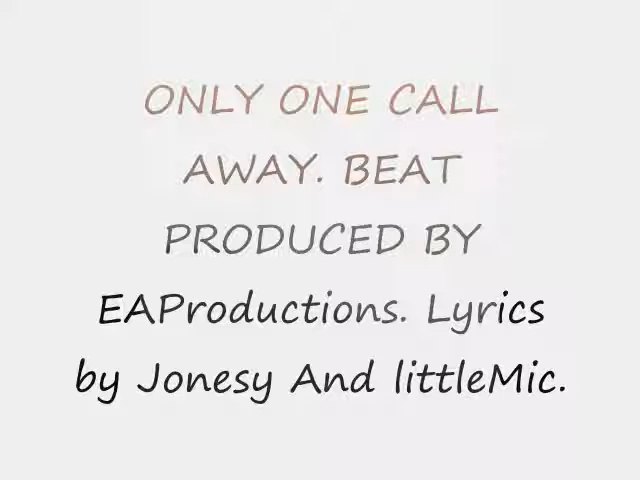 ONLY ONE CALL
AWAY. BEAT
PRODUCED BY
EAProductions. Lyrics
by Jonesy And littleMic.